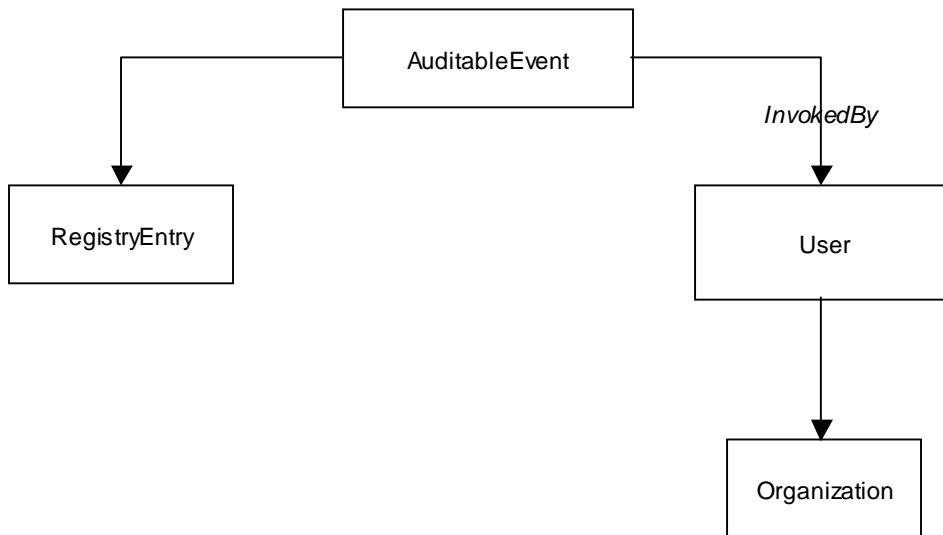 AuditableEvent
InvokedBy
RegistryEntry
User
Organization